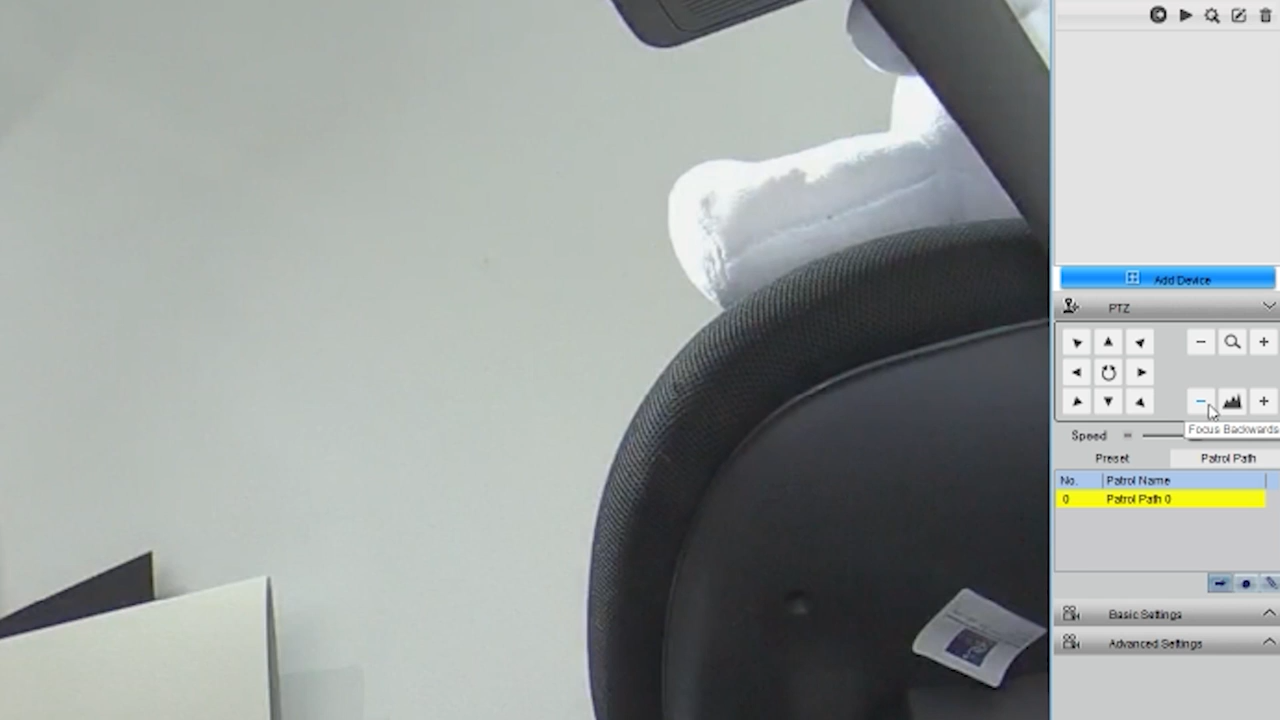 Add Device
PTZ
Focus Backwards
Speed
Preset
Patrol Path
No.
Patrol Name
0
Patrol Path 0
Basic Settings
Advanced Settings